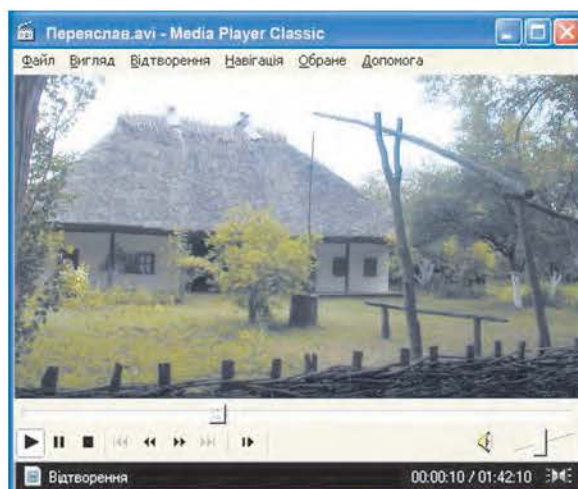 Переяслав.avi - Media Player Classic
Файл Вигляд Відтворення Навігація Обране Допомога
Відтворення 00:00:10 / 01:42:10